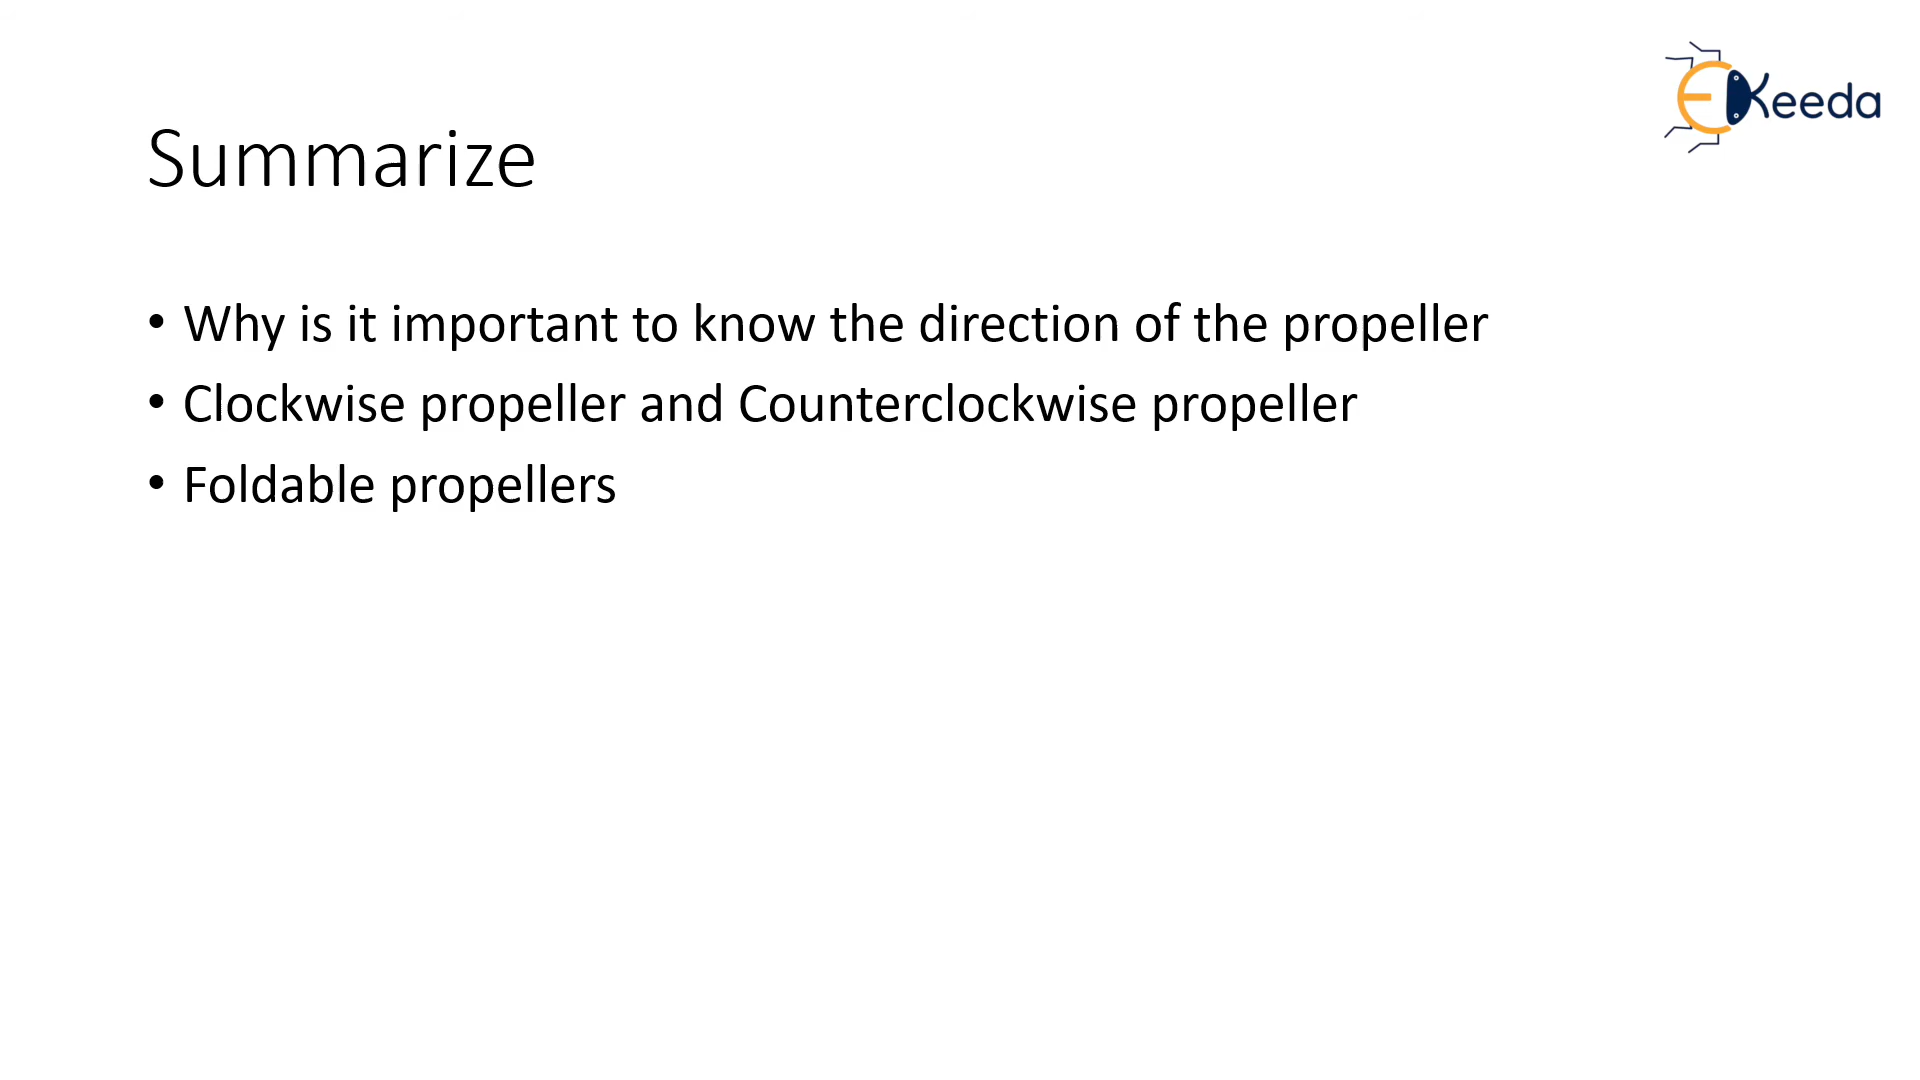 EKeeda
Summarize
• Why is it important to know the direction of the propeller
• Clockwise propeller and Counterclockwise propeller
• Foldable propellers